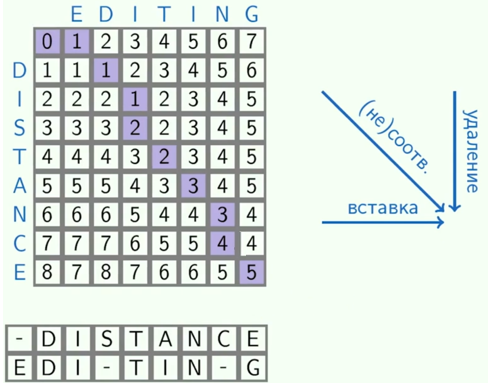 E D I T I N G
0 1 2 3 4 5 6 7
D 1 1 1 2 3 4 5 6
I 2 2 2 1 2 3 4 5
S 3 3 3 2 2 3 4 5
T 4 4 4 3 2 3 4 5
A 5 5 5 4 3 3 4 5
N 6 6 6 5 4 4 3 4
C 7 7 7 6 5 5 4 4
E 8 7 8 7 6 6 5 5
(не)соотв.
удаление
вставка
- D I S T A N C E
E D I - T I N - G